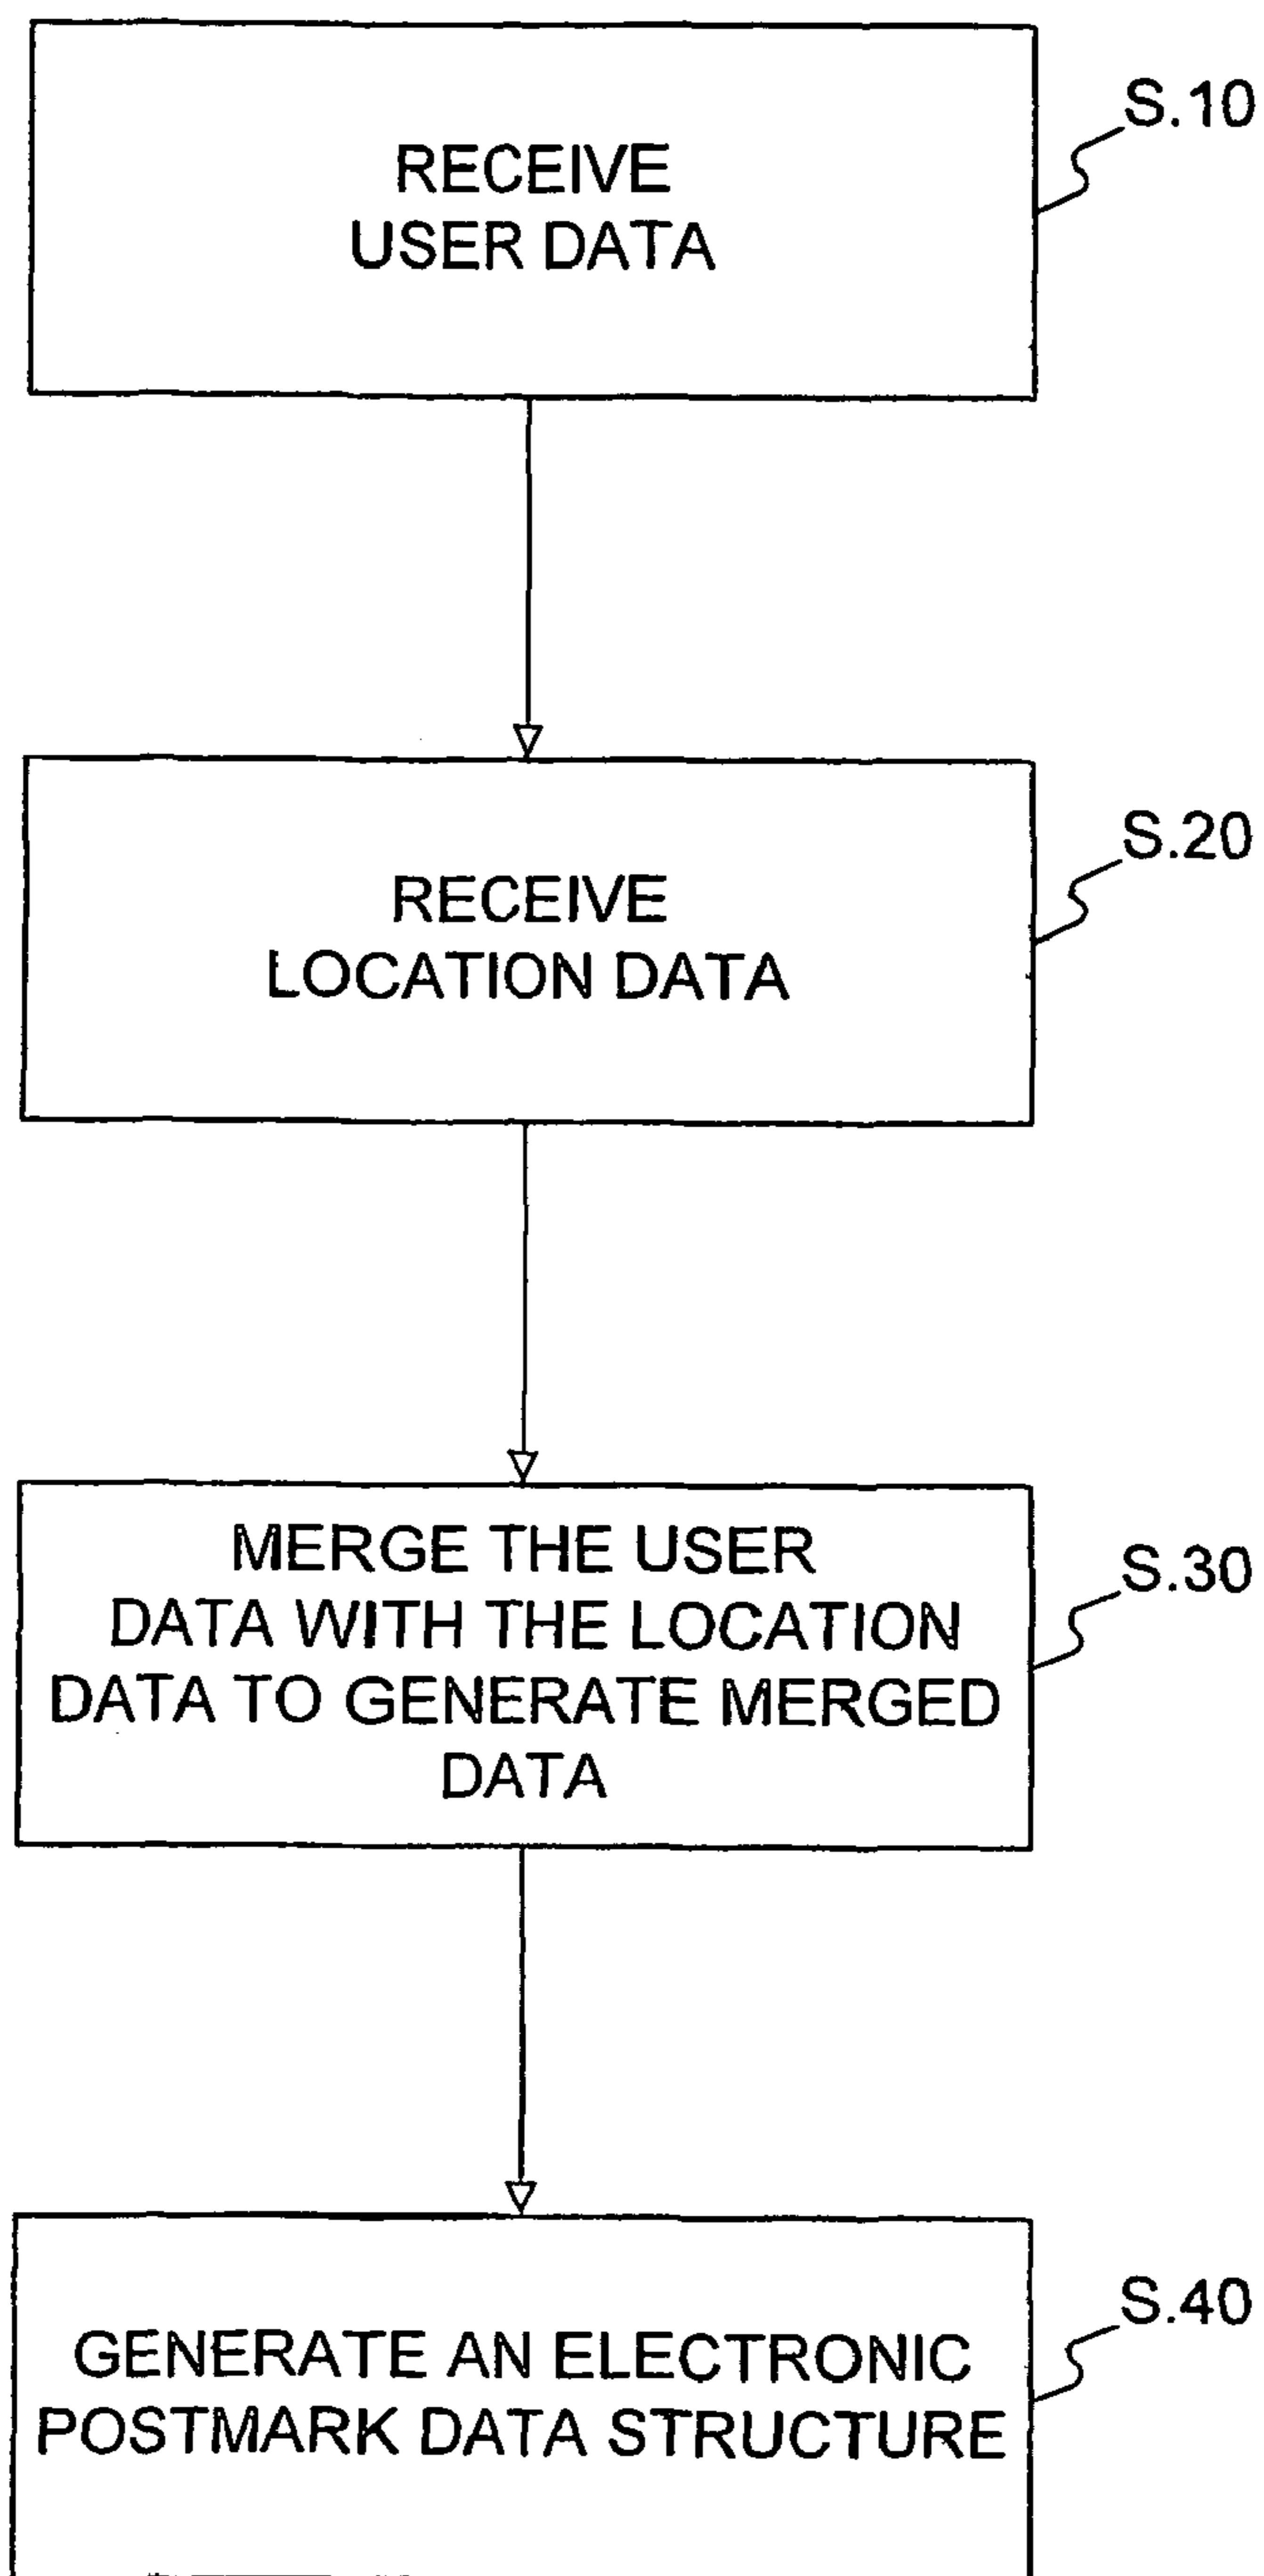 S.10
RECEIVE
USER DATA
S.20
RECEIVE
LOCATION DATA
S.30
MERGE THE USER
DATA WITH THE LOCATION
DATA TO GENERATE MERGED
DATA
S.40
GENERATE AN ELECTRONIC
POSTMARK DATA STRUCTURE